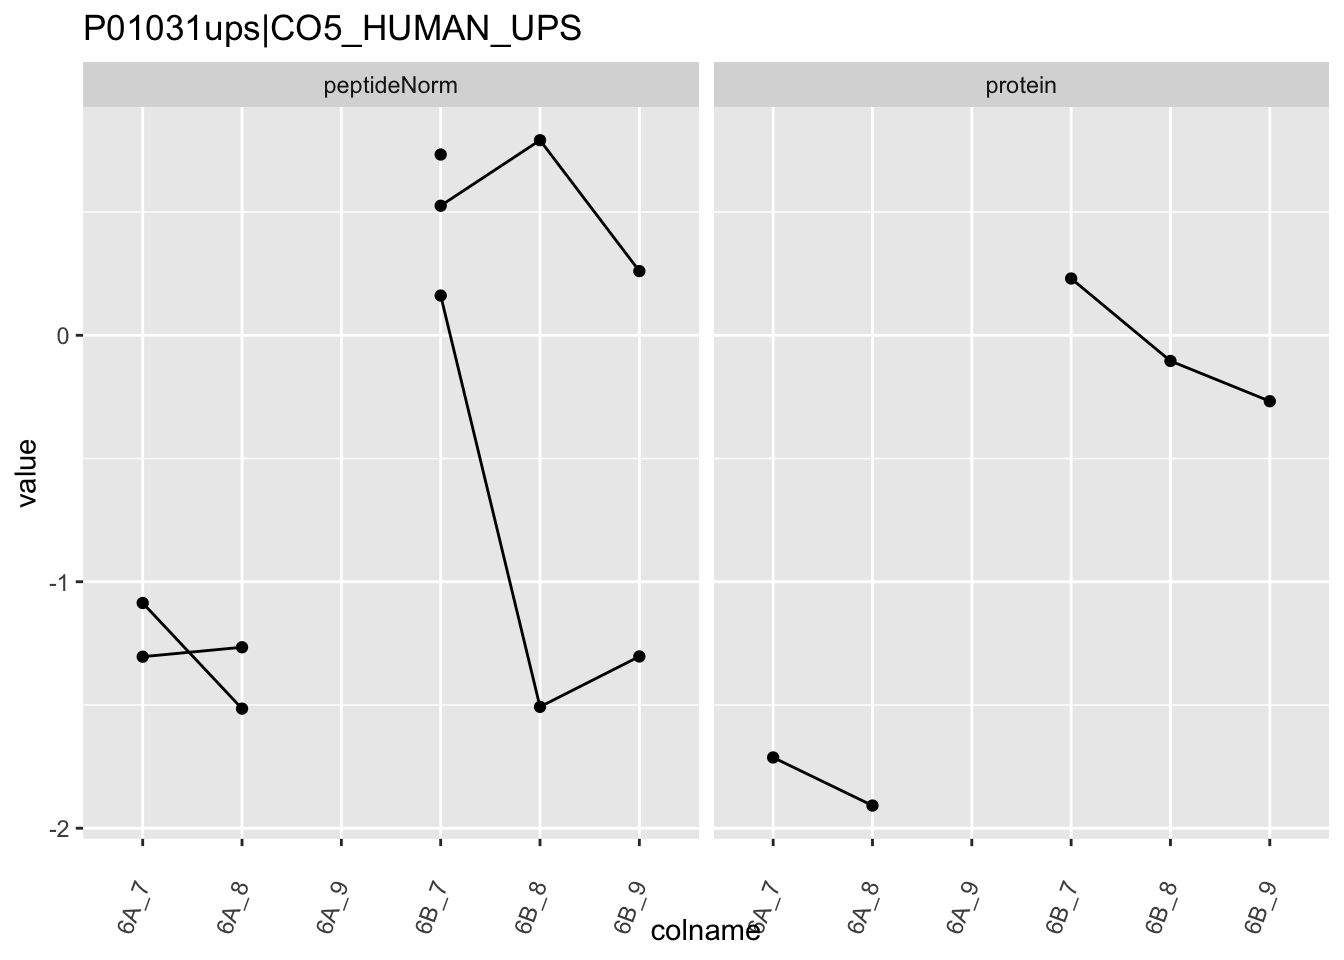 P01031ups|CO5_HUMAN_UPS
peptideNorm protein
value
0
-1
-2
6A_7 6A_8 6A_9 6B_7 6B_8 6B_9 6A_7 6A_8 6A_9 6B_7 6B_8 6B_9
colname